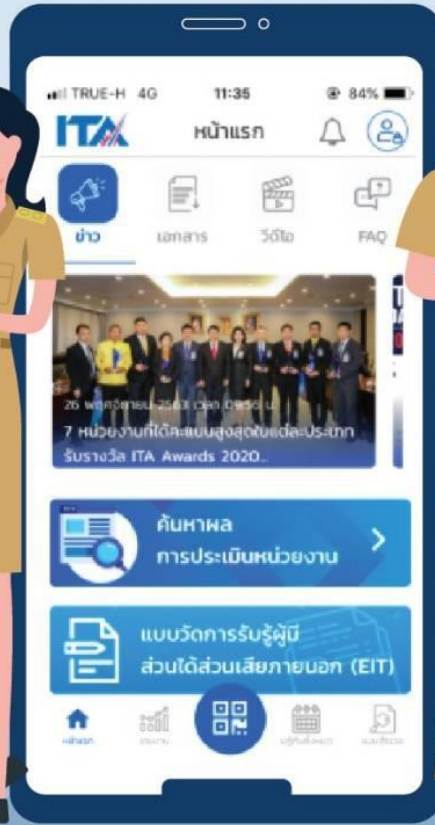 TRUE-H 4G 11:35 84%
ITA หน้าแรก
ข่าว เอกสาร วิดีโอ FAQ
26 พฤศจิกายน 2563 เวลา 09:56 น
7 หน่วยงานที่ได้คะแนนสูงสุดในแต่ละประเภท
รับรางวัล ITA Awards 2020...
ค้นหาผล
การประเมินหน่วยงาน
แบบวัดการรับรู้ผู้มี
ส่วนได้ส่วนเสียภายนอก (EIT)
หน้าแรก